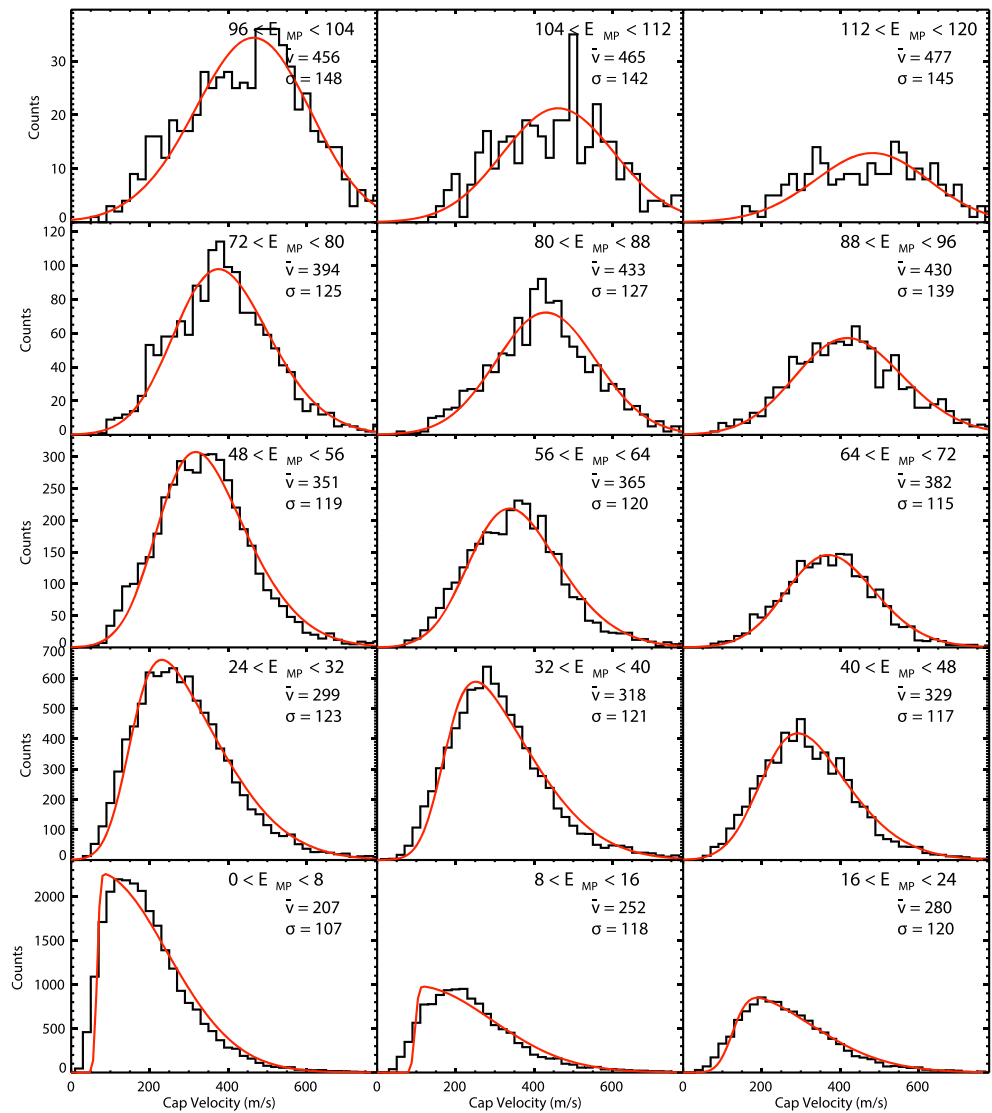 96 < E MP < 104
v̄ = 456
σ = 148
104 < E MP < 112
v̄ = 465
σ = 142
112 < E MP < 120
v̄ = 477
σ = 145
Counts
30
20
10
0
72 < E MP < 80
v̄ = 394
σ = 125
80 < E MP < 88
v̄ = 433
σ = 127
88 < E MP < 96
v̄ = 430
σ = 139
Counts
120
100
80
60
40
20
0
48 < E MP < 56
v̄ = 351
σ = 119
56 < E MP < 64
v̄ = 365
σ = 120
64 < E MP < 72
v̄ = 382
σ = 115
Counts
300
250
200
150
100
50
0
24 < E MP < 32
v̄ = 299
σ = 123
32 < E MP < 40
v̄ = 318
σ = 121
40 < E MP < 48
v̄ = 329
σ = 117
Counts
700
600
500
400
300
200
100
0
0 < E MP < 8
v̄ = 207
σ = 107
8 < E MP < 16
v̄ = 252
σ = 118
16 < E MP < 24
v̄ = 280
σ = 120
Counts
2000
1500
1000
500
0
0 200 400 600
200 400 600
200 400 600
Cap Velocity (m/s)
Cap Velocity (m/s)
Cap Velocity (m/s)